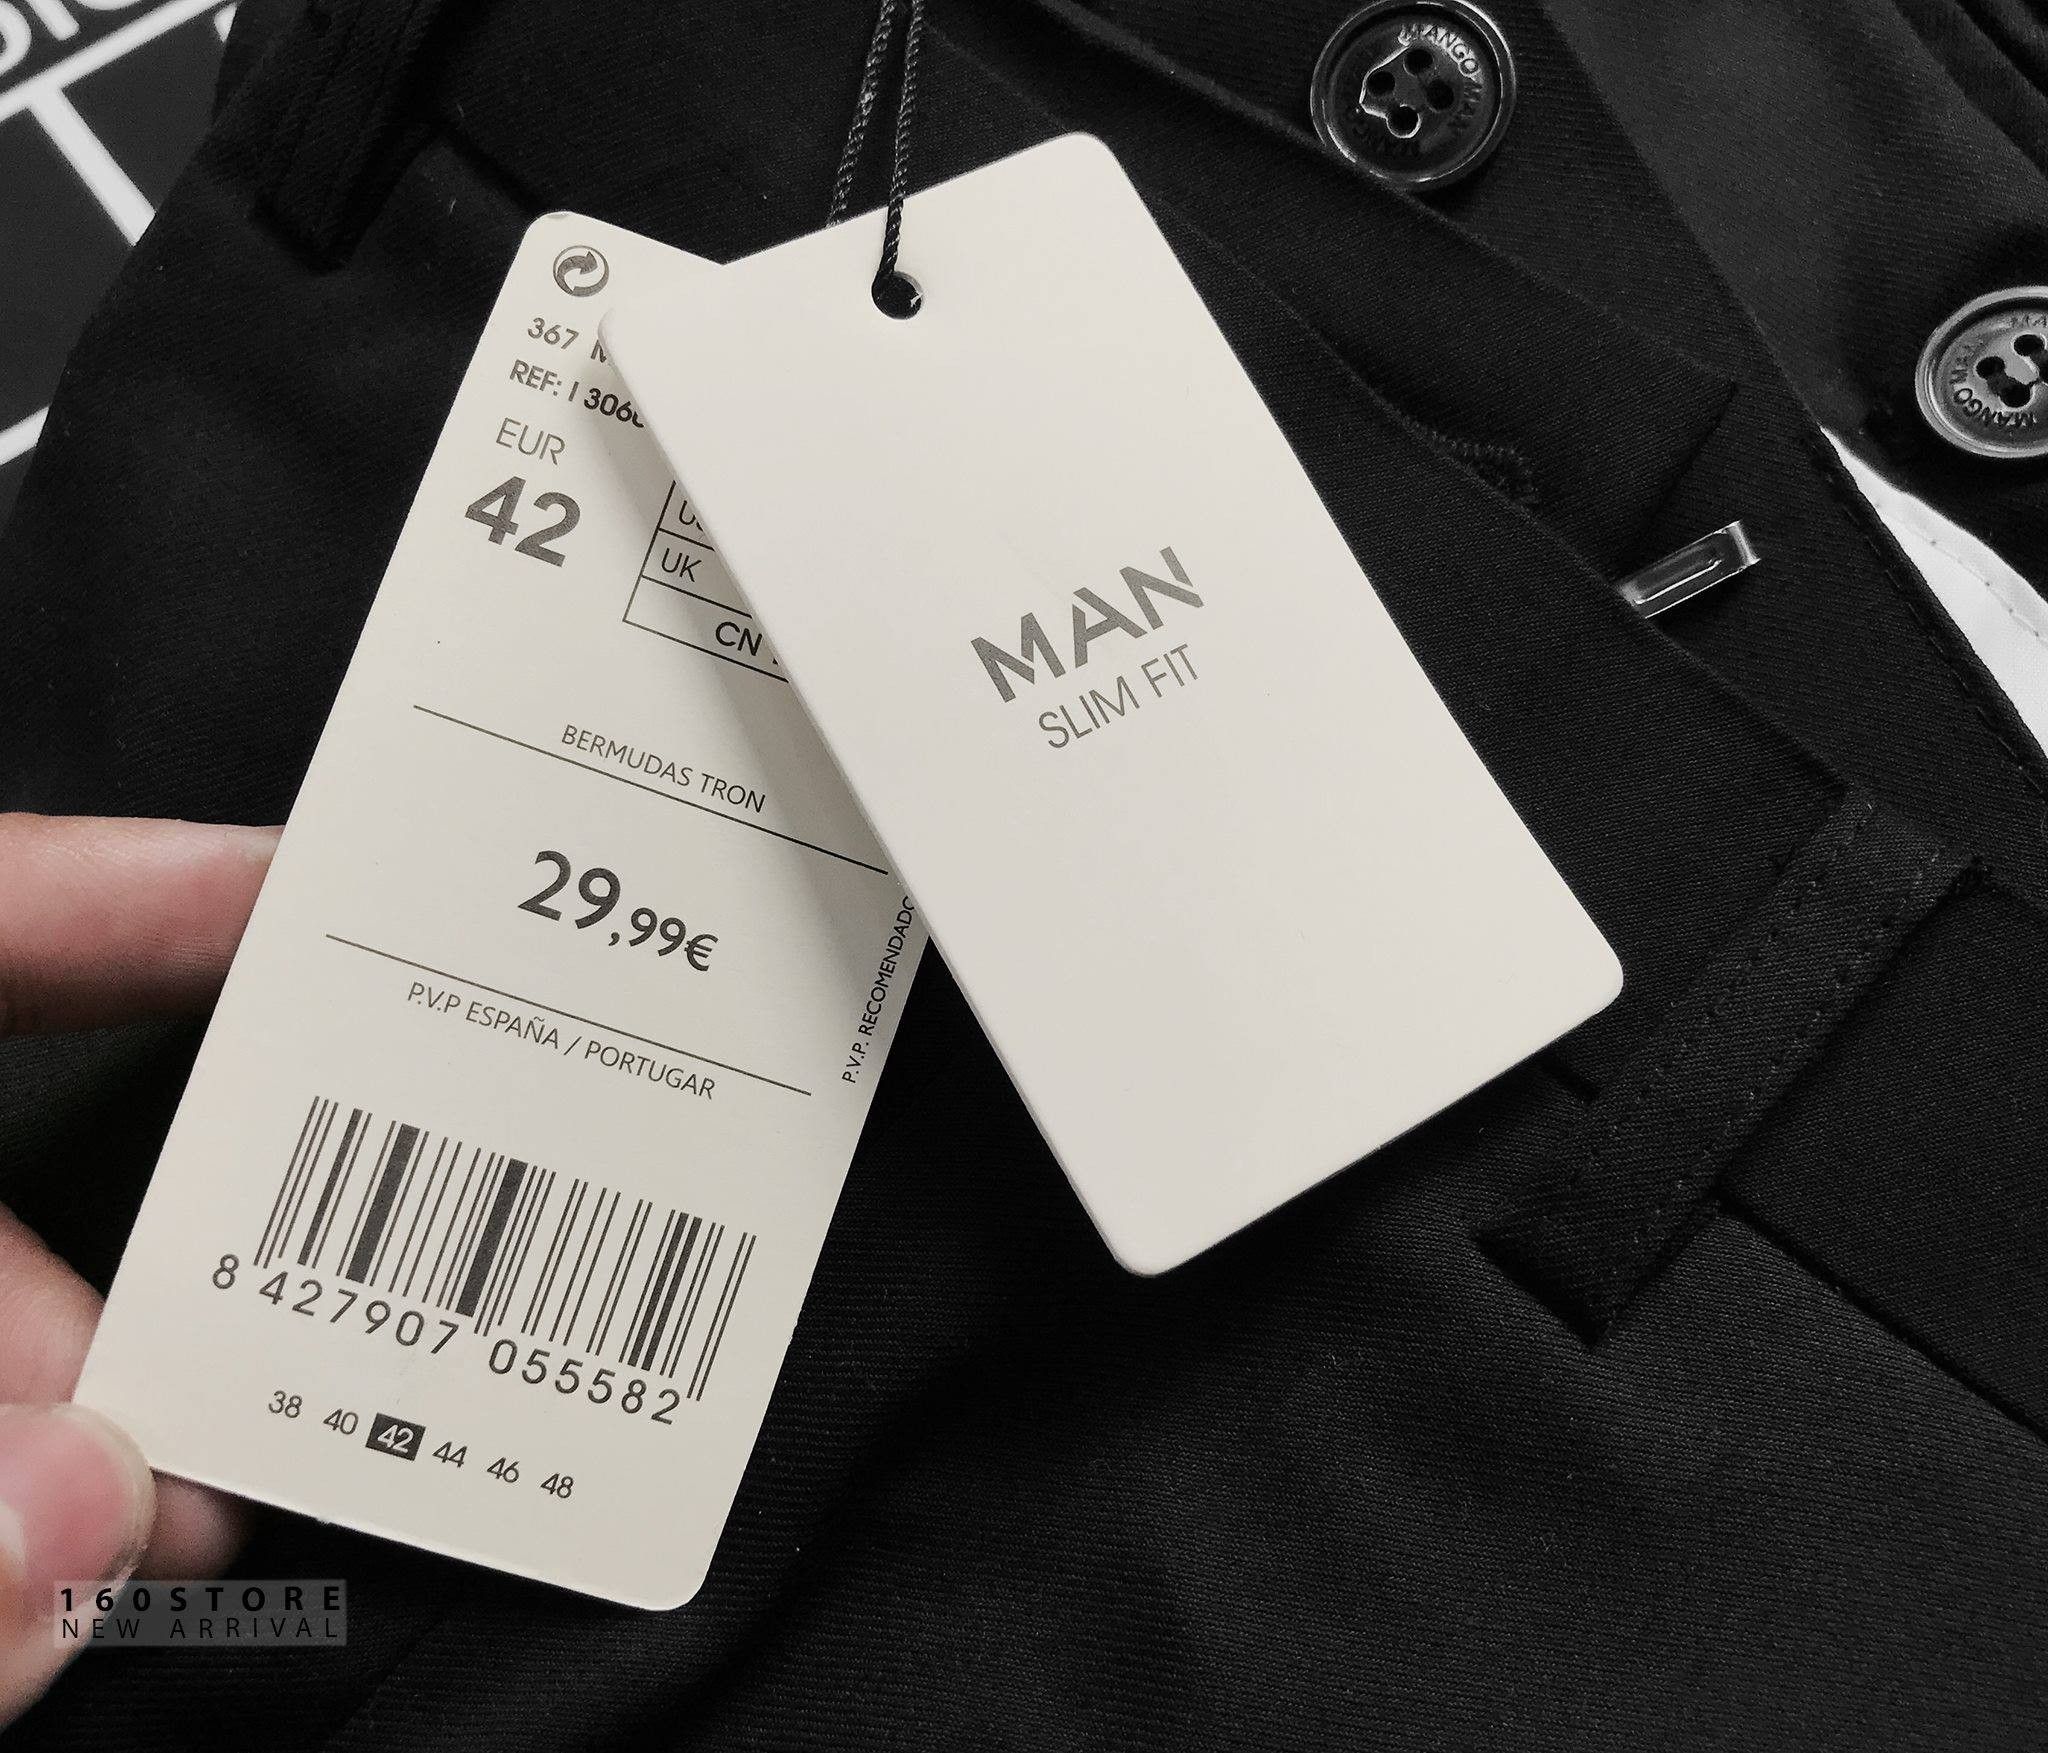 MANGO MAN
MANGO MAN
367
REF: I 3060
EUR
42
UK
CN
BERMUDAS TRON
29,99€
P.V.P ESPAÑA / PORTUGAR
P.V.P. RECOMENDADO
8 427907 055582
38 40 42 44 46 48
MAN
SLIM FIT
160STORE
NEW ARRIVAL